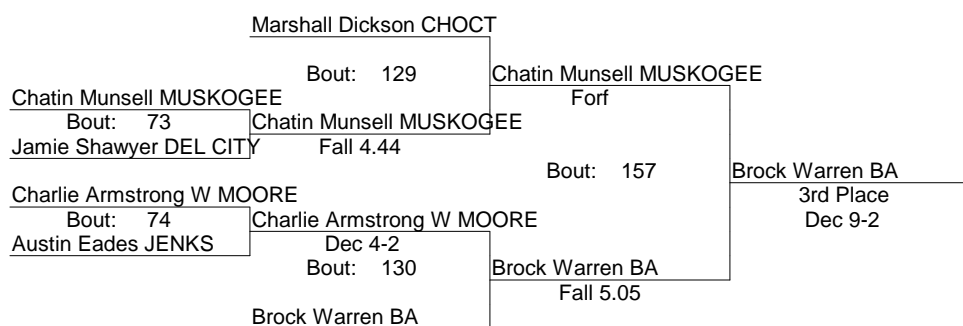 Marshall Dickson CHOCT
Bout: 129
Chatin Munsell MUSKOGEE
Forf
Chatin Munsell MUSKOGEE
Bout: 73
Chatin Munsell MUSKOGEE
Jamie Shawyer DEL CITY
Fall 4.44
Bout: 157
Brock Warren BA
3rd Place
Dec 9-2
Charlie Armstrong W MOORE
Bout: 74
Charlie Armstrong W MOORE
Austin Eades JENKS
Dec 4-2
Bout: 130
Brock Warren BA
Fall 5.05
Brock Warren BA